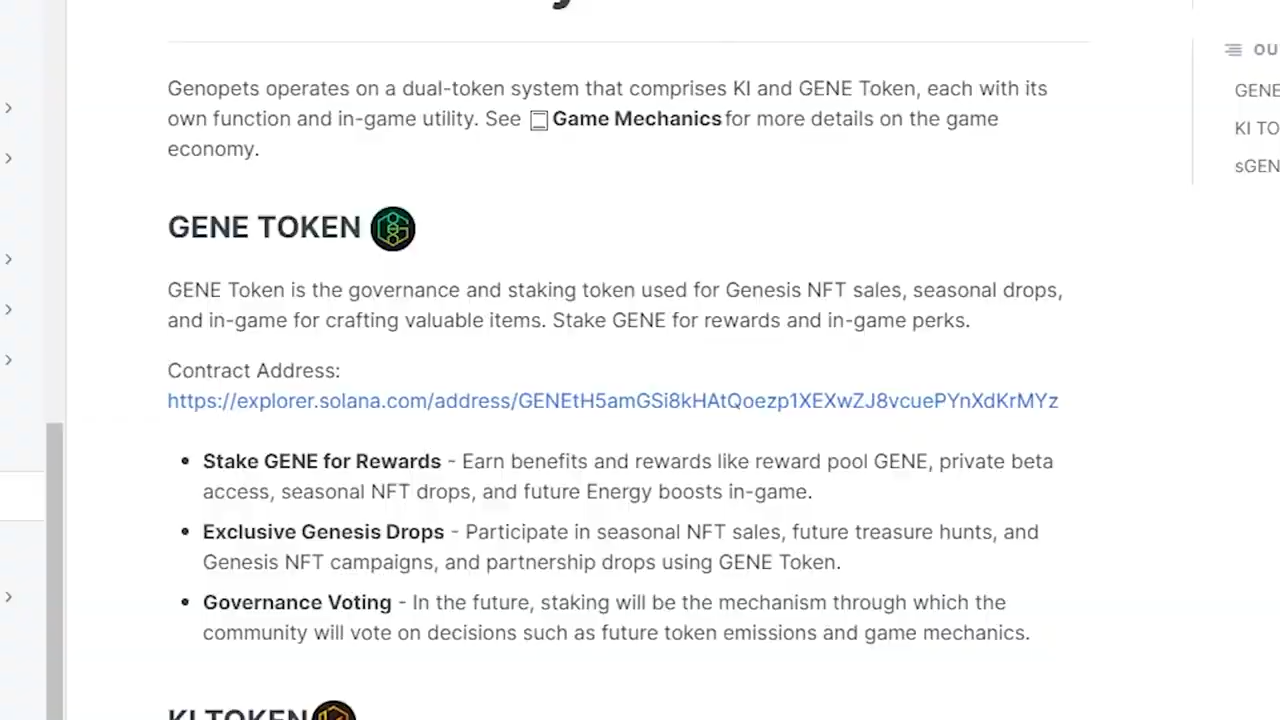 Genopets operates on a dual-token system that comprises KI and GENE Token, each with its
own function and in-game utility. See Game Mechanics for more details on the game
economy.
GENE TOKEN
GENE Token is the governance and staking token used for Genesis NFT sales, seasonal drops,
and in-game for crafting valuable items. Stake GENE for rewards and in-game perks.
Contract Address:
https://explorer.solana.com/address/GENEtH5amGSi8kHAtQoezp1XEXwZJ8vcuePYnXdKrMYz
• Stake GENE for Rewards - Earn benefits and rewards like reward pool GENE, private beta
access, seasonal NFT drops, and future Energy boosts in-game.
• Exclusive Genesis Drops - Participate in seasonal NFT sales, future treasure hunts, and
Genesis NFT campaigns, and partnership drops using GENE Token.
• Governance Voting - In the future, staking will be the mechanism through which the
community will vote on decisions such as future token emissions and game mechanics.
KI TOKEN
OU
GENE
KI TO
sGEN